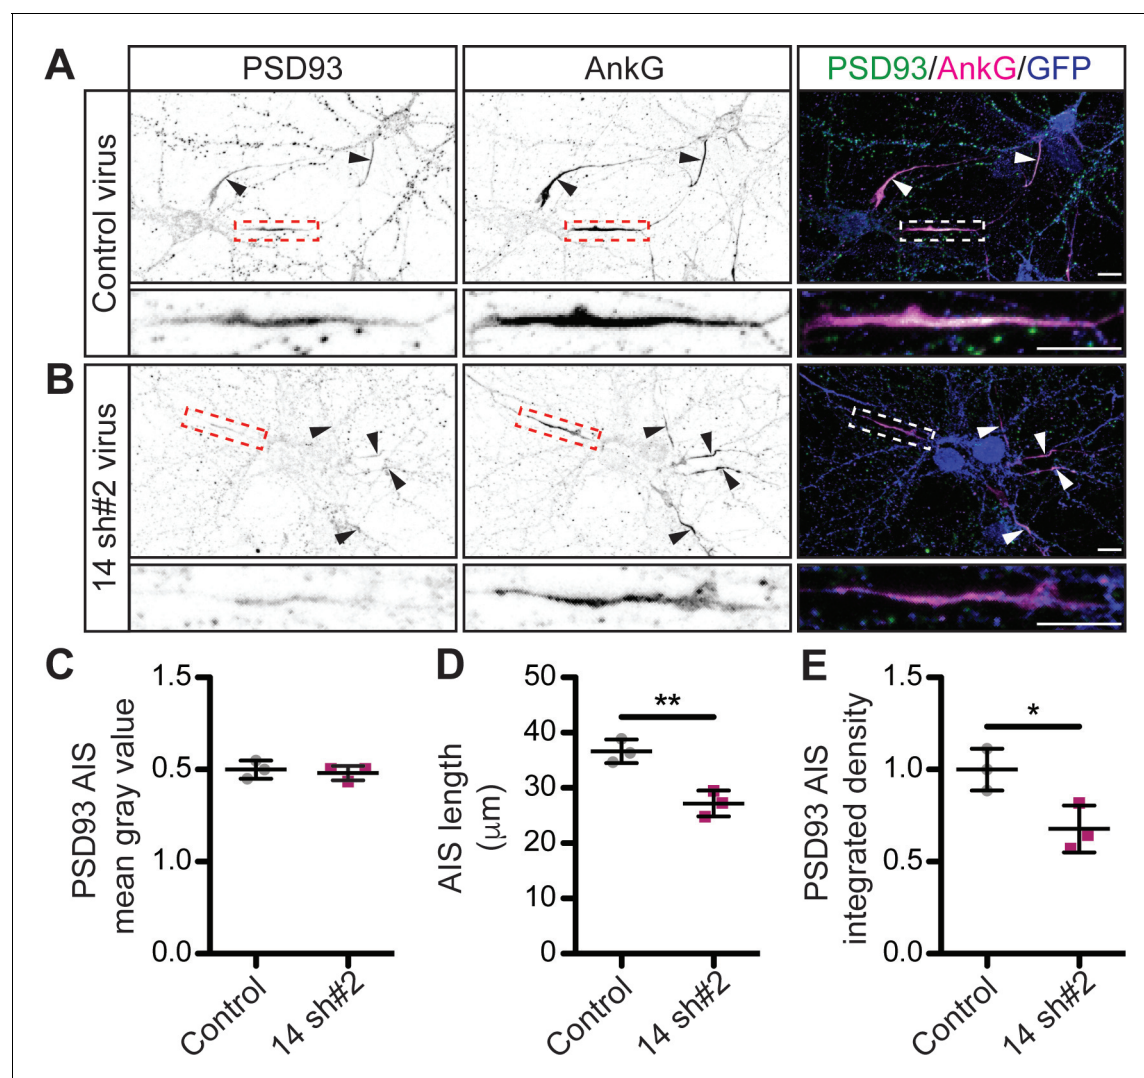 A
PSD93
AnkG
PSD93/AnkG/GFP
Control virus
B
14 sh#2 virus
C
PSD93 AIS
mean gray value
1.5
0.5
1.0
0.0
Control
14 sh#2
D
AIS length
(μm)
50
40
30
20
10
0
**
Control
14 sh#2
E
PSD93 AIS
integrated density
1.5
1.0
0.5
0.0
*
Control
14 sh#2